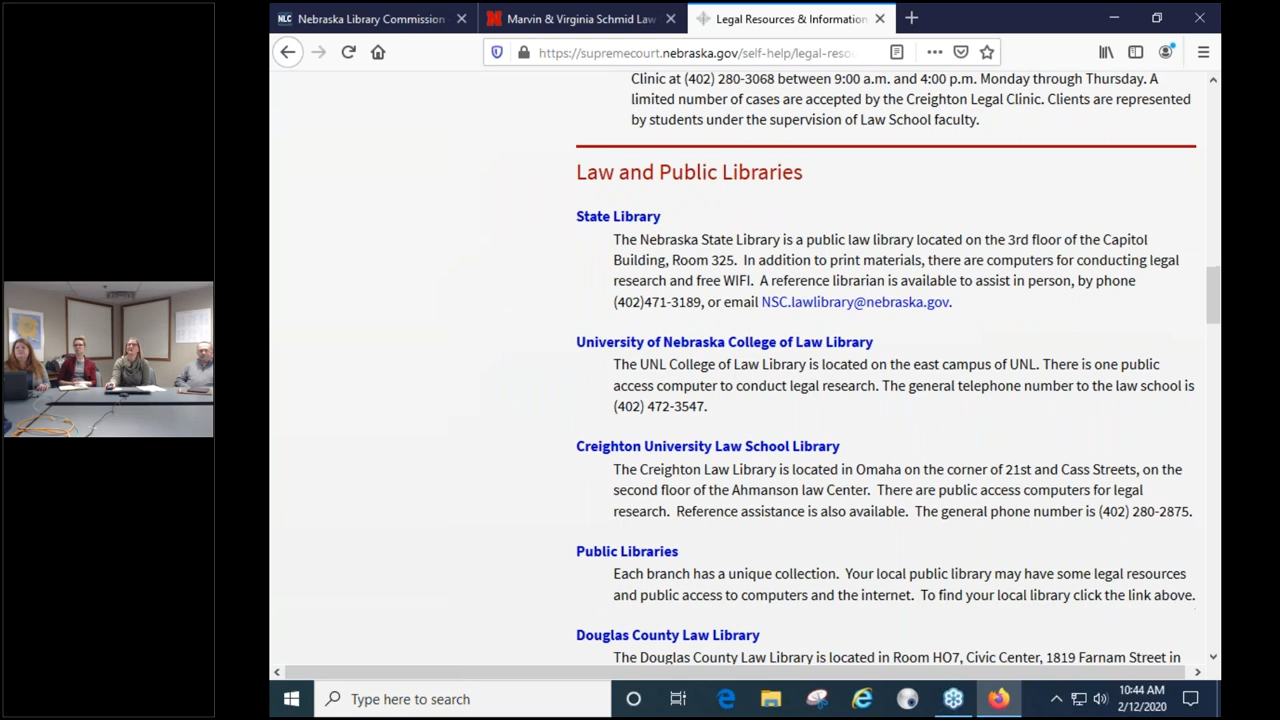 NLC Nebraska Library Commission
Marvin & Virginia Schmid Law
Legal Resources & Information
https://supremecourt.nebraska.gov/self-help/legal-reso
Clinic at (402) 280-3068 between 9:00 a.m. and 4:00 p.m. Monday through Thursday. A
limited number of cases are accepted by the Creighton Legal Clinic. Clients are represented
by students under the supervision of Law School faculty.
Law and Public Libraries
State Library
The Nebraska State Library is a public law library located on the 3rd floor of the Capitol
Building, Room 325. In addition to print materials, there are computers for conducting legal
research and free WIFI. A reference librarian is available to assist in person, by phone
(402)471-3189, or email NSC.lawlibrary@nebraska.gov.
University of Nebraska College of Law Library
The UNL College of Law Library is located on the east campus of UNL. There is one public
access computer to conduct legal research. The general telephone number to the law school is
(402) 472-3547.
Creighton University Law School Library
The Creighton Law Library is located in Omaha on the corner of 21st and Cass Streets, on the
second floor of the Ahmanson law Center. There are public access computers for legal
research. Reference assistance is also available. The general phone number is (402) 280-2875.
Public Libraries
Each branch has a unique collection. Your local public library may have some legal resources
and public access to computers and the internet. To find your local library click the link above.
Douglas County Law Library
The Douglas County Law Library is located in Room HO7, Civic Center, 1819 Farnam Street in
Type here to search
10:44 AM
2/12/2020